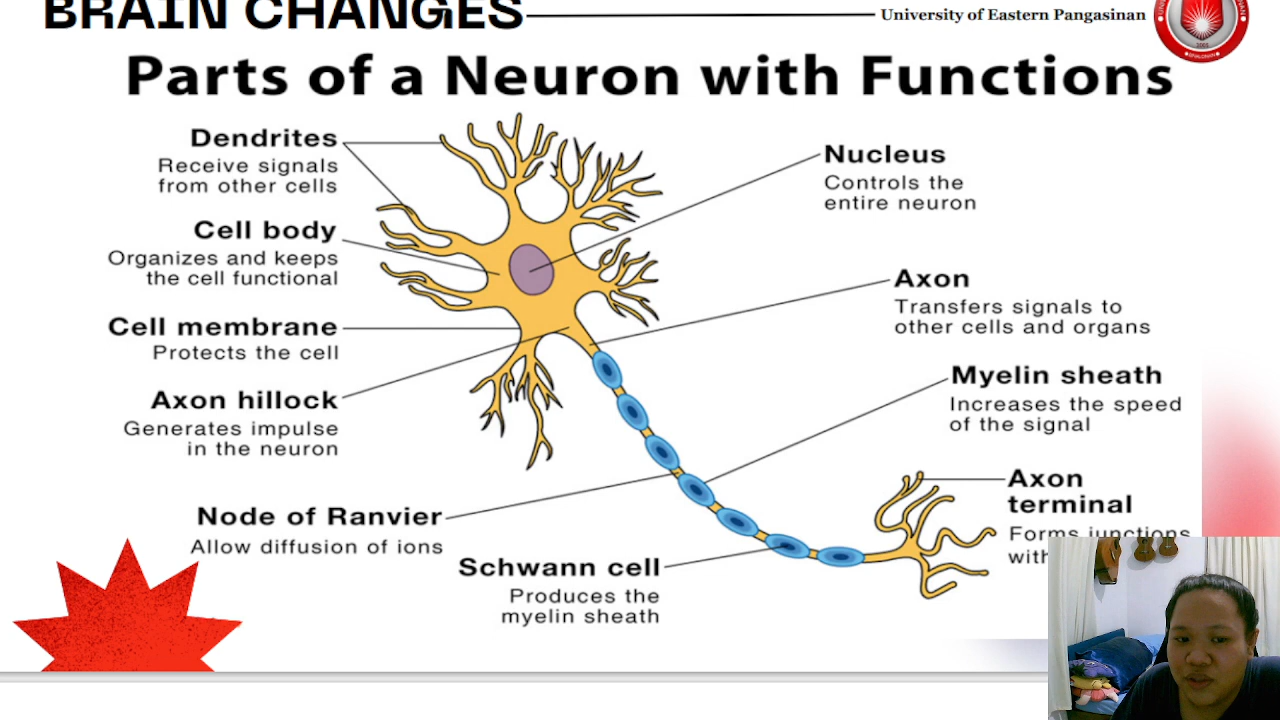 BRAIN CHANGES
University of Eastern Pangasinan
Parts of a Neuron with Functions
Dendrites
Receive signals
from other cells
Cell body
Organizes and keeps
the cell functional
Cell membrane
Protects the cell
Axon hillock
Generates impulse
in the neuron
Node of Ranvier
Allow diffusion of ions
Schwann cell
Produces the
myelin sheath
Nucleus
Controls the
entire neuron
Axon
Transfers signals to
other cells and organs
Myelin sheath
Increases the speed
of the signal
Axon
terminal
Forms junctions
with